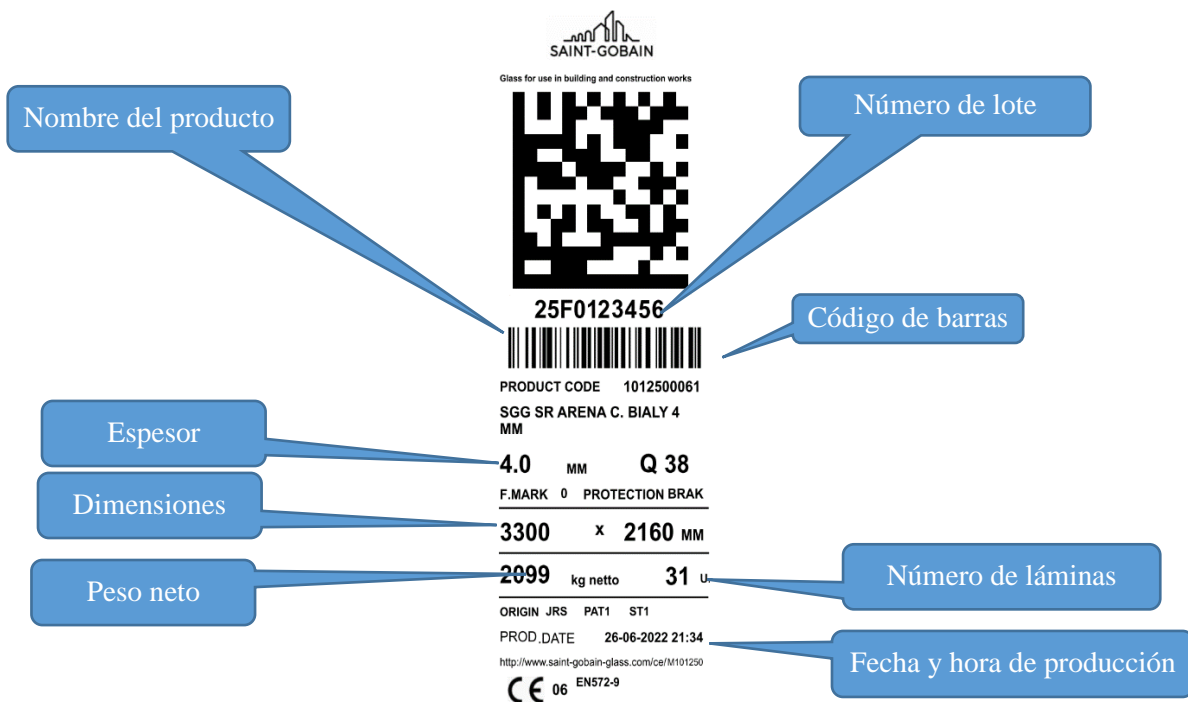 SAINT-GOBAIN
Glass for use in building and construction works
Nombre del producto
Número de lote
25F0123456
Código de barras
PRODUCT CODE 1012500061
SGG SR ARENA C. BIALY 4
MM
Espesor
4.0 MM Q 38
F.MARK 0 PROTECTION BRAK
Dimensiones
3300 x 2160 MM
Peso neto
2099 kg netto 31 U.
Número de láminas
ORIGIN JRS PAT1 ST1
PROD.DATE 26-06-2022 21:34
Fecha y hora de producción
http://www.saint-gobain-glass.com/ce/M101250
CE 06 EN572-9